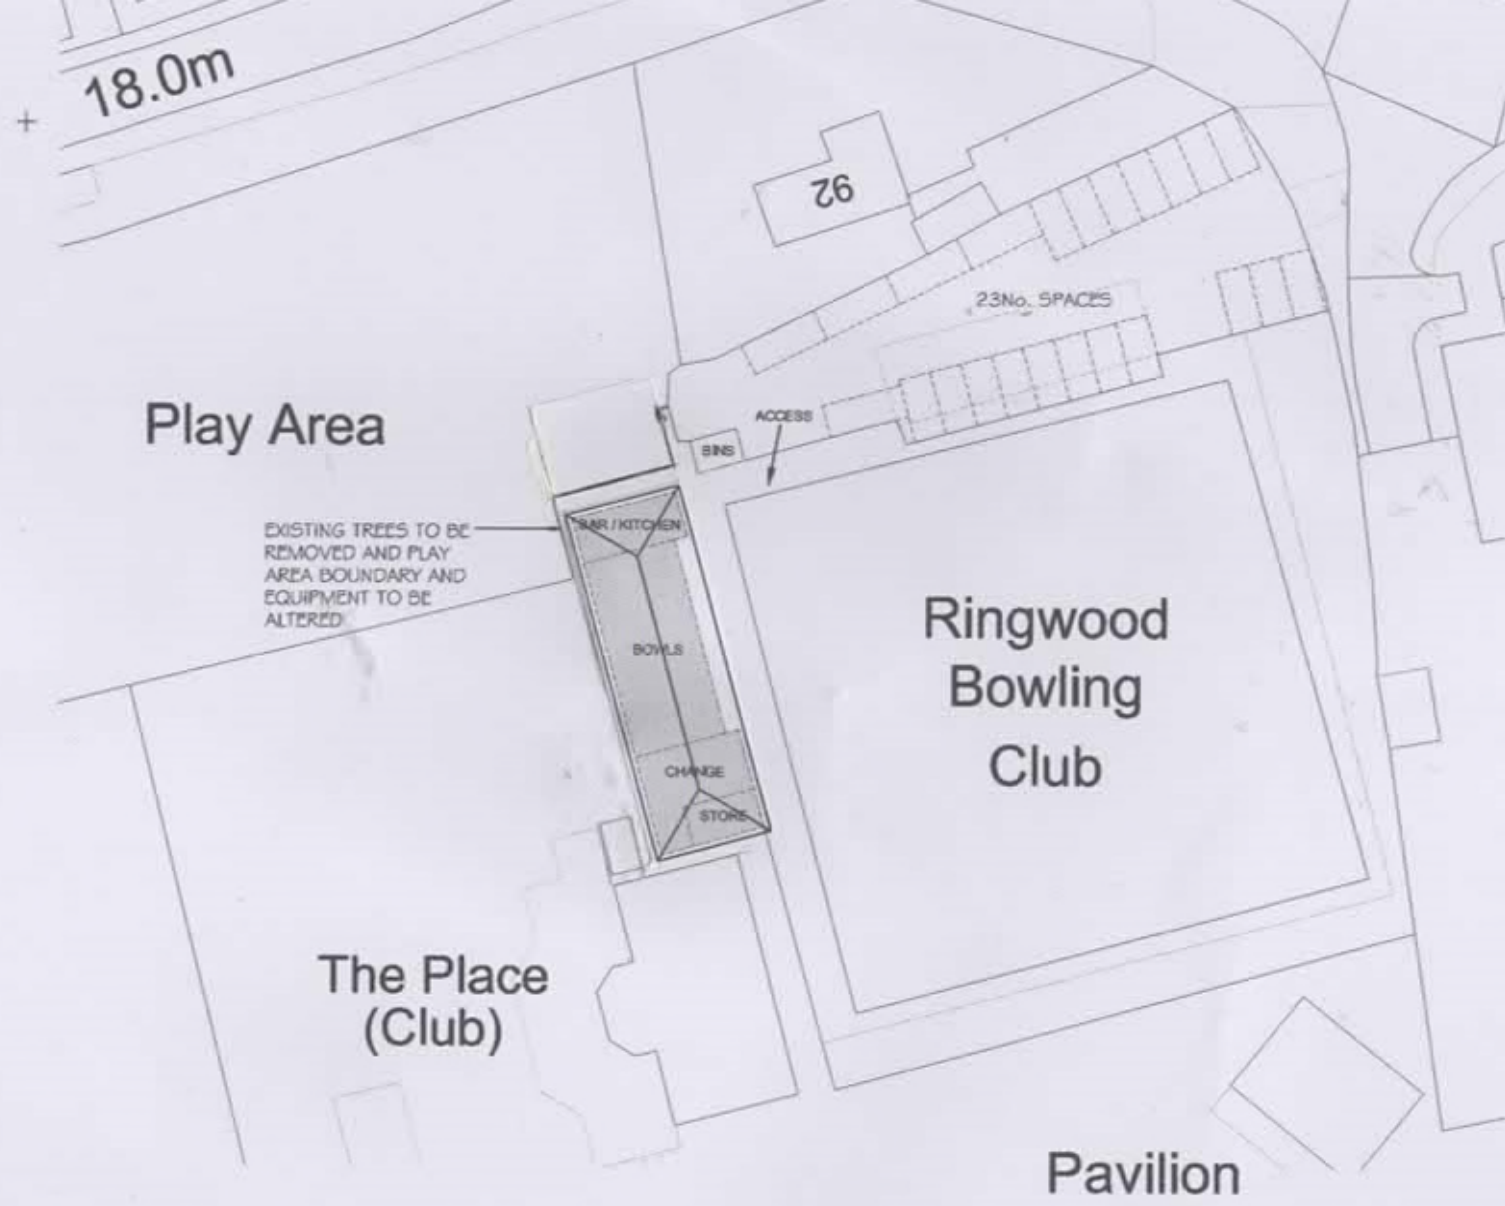 18.0m
92
23No. SPACES
Play Area
ACCESS
BINS
BAR / KITCHEN
EXISTING TREES TO BE
REMOVED AND PLAY
AREA BOUNDARY AND
EQUIPMENT TO BE
ALTERED
BOWLS
Ringwood
Bowling
Club
CHANGE
STORE
The Place
(Club)
Pavilion